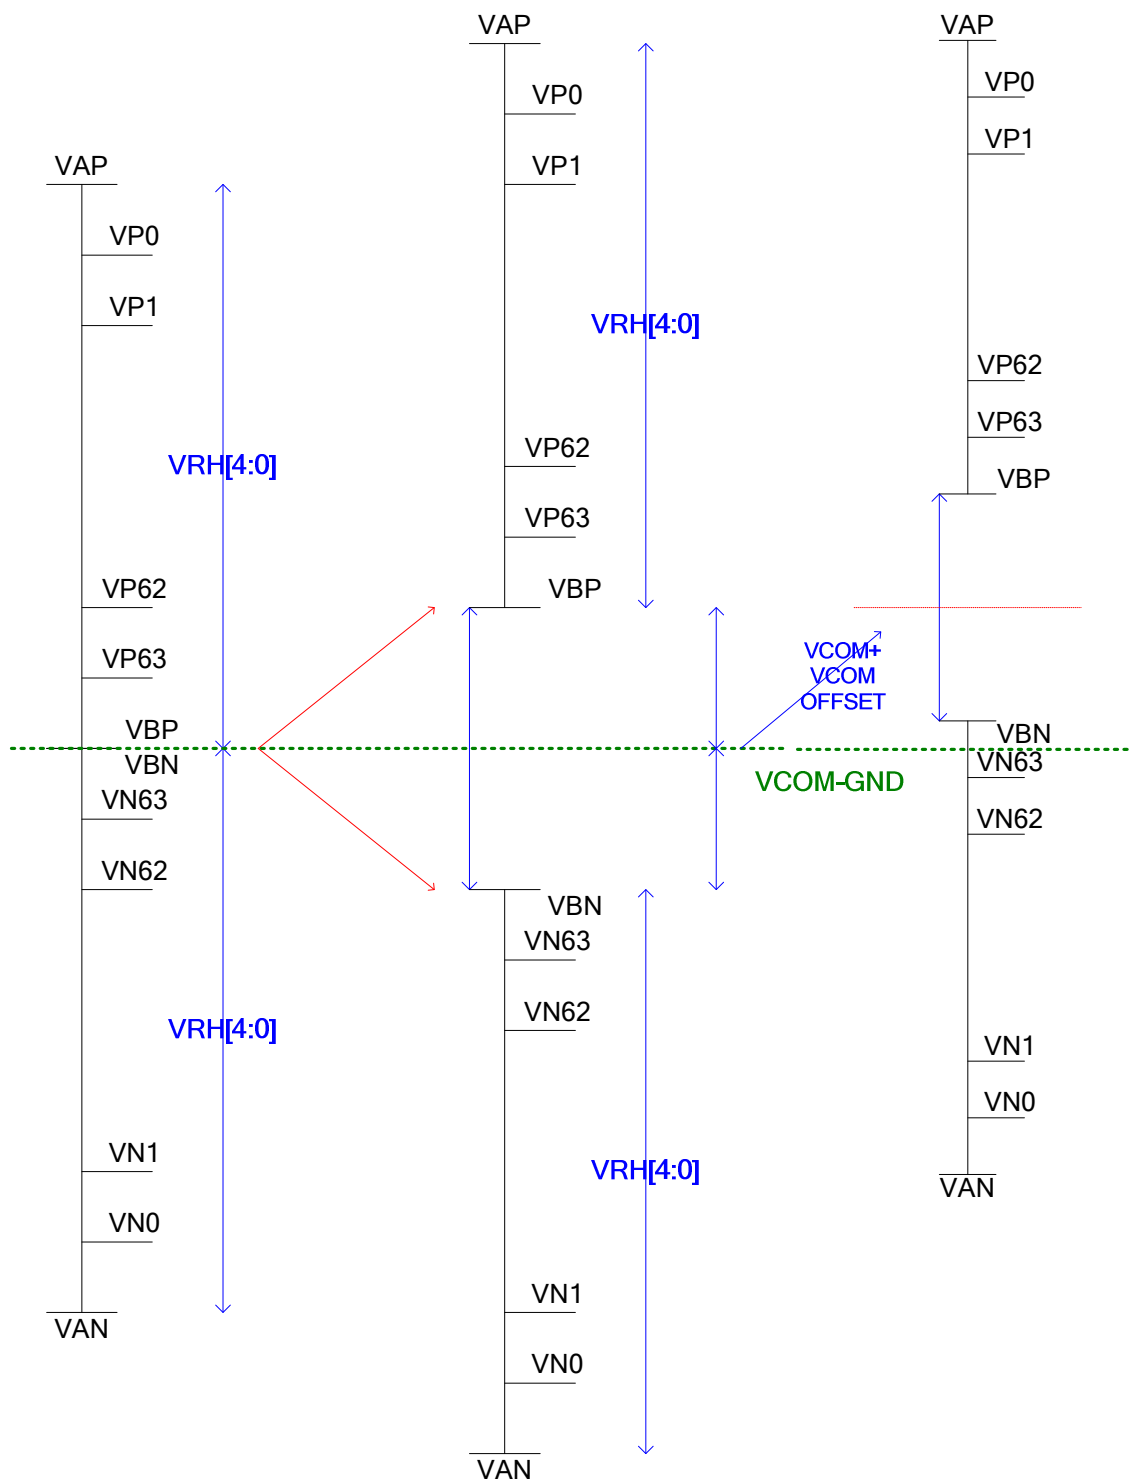 VAP
VP0
VP1
VRH[4:0]
VP62
VP63
VBP
VBN
VN63
VN62
VRH[4:0]
VN1
VN0
VAN
VAP
VP0
VP1
VRH[4:0]
VP62
VP63
VBP
VBN
VN63
VN62
VRH[4:0]
VN1
VN0
VAN
VAP
VP0
VP1
VP62
VP63
VBP
VCOM+
VCOM
OFFSET
VBN
VCOM-GND
VN63
VN62
VN1
VN0
VAN